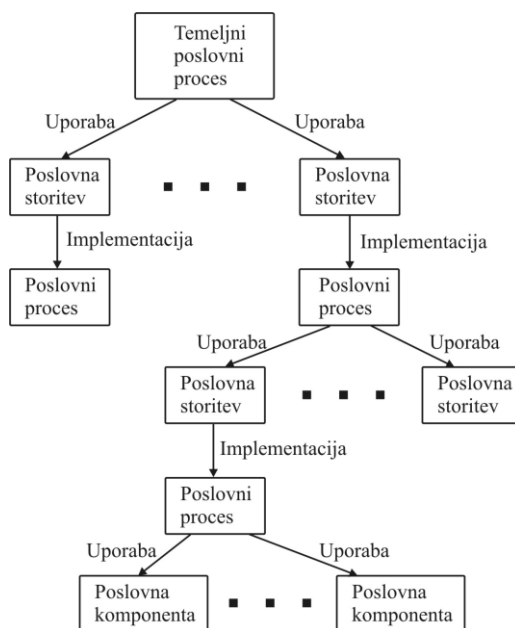 Temeljni
poslovni
proces
Uporaba
Uporaba
Poslovna
storitev
Poslovna
storitev
Implementacija
Implementacija
Poslovni
proces
Poslovni
proces
Uporaba
Uporaba
Poslovna
storitev
Poslovna
storitev
Implementacija
Poslovni
proces
Uporaba
Uporaba
Poslovna
komponenta
Poslovna
komponenta